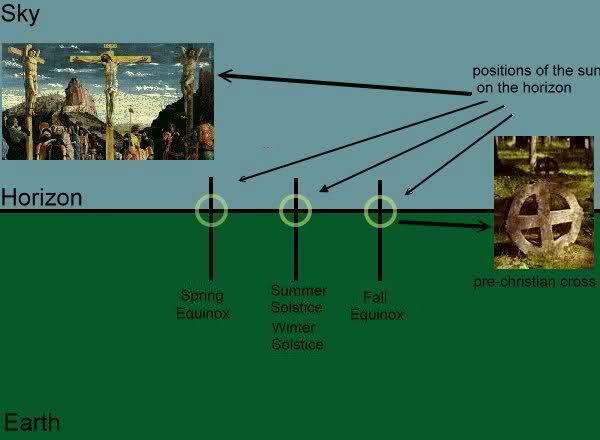 Sky
positions of the sun
on the horizon
Horizon
pre-christian cross
Spring
Equinox
Summer
Solstice
Winter
Solstice
Fall
Equinox
Earth